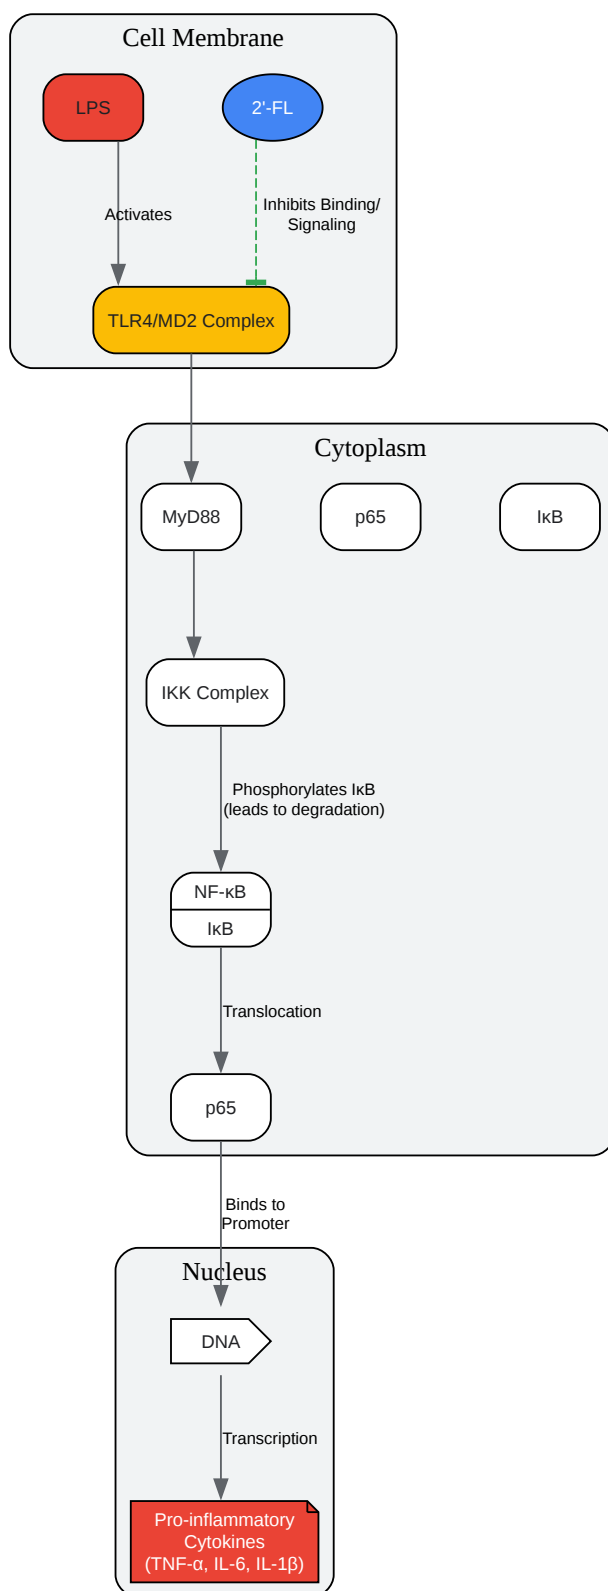 Cell Membrane
LPS
2'-FL
Activates
Inhibits Binding/
Signaling
TLR4/MD2 Complex
Cytoplasm
MyD88
p65
IκB
IKK Complex
Phosphorylates IκB
(leads to degradation)
NF-κB
IκB
Translocation
p65
Binds to
Promoter
Nucleus
DNA
Transcription
Pro-inflammatory
Cytokines
(TNF-α, IL-6, IL-1β)